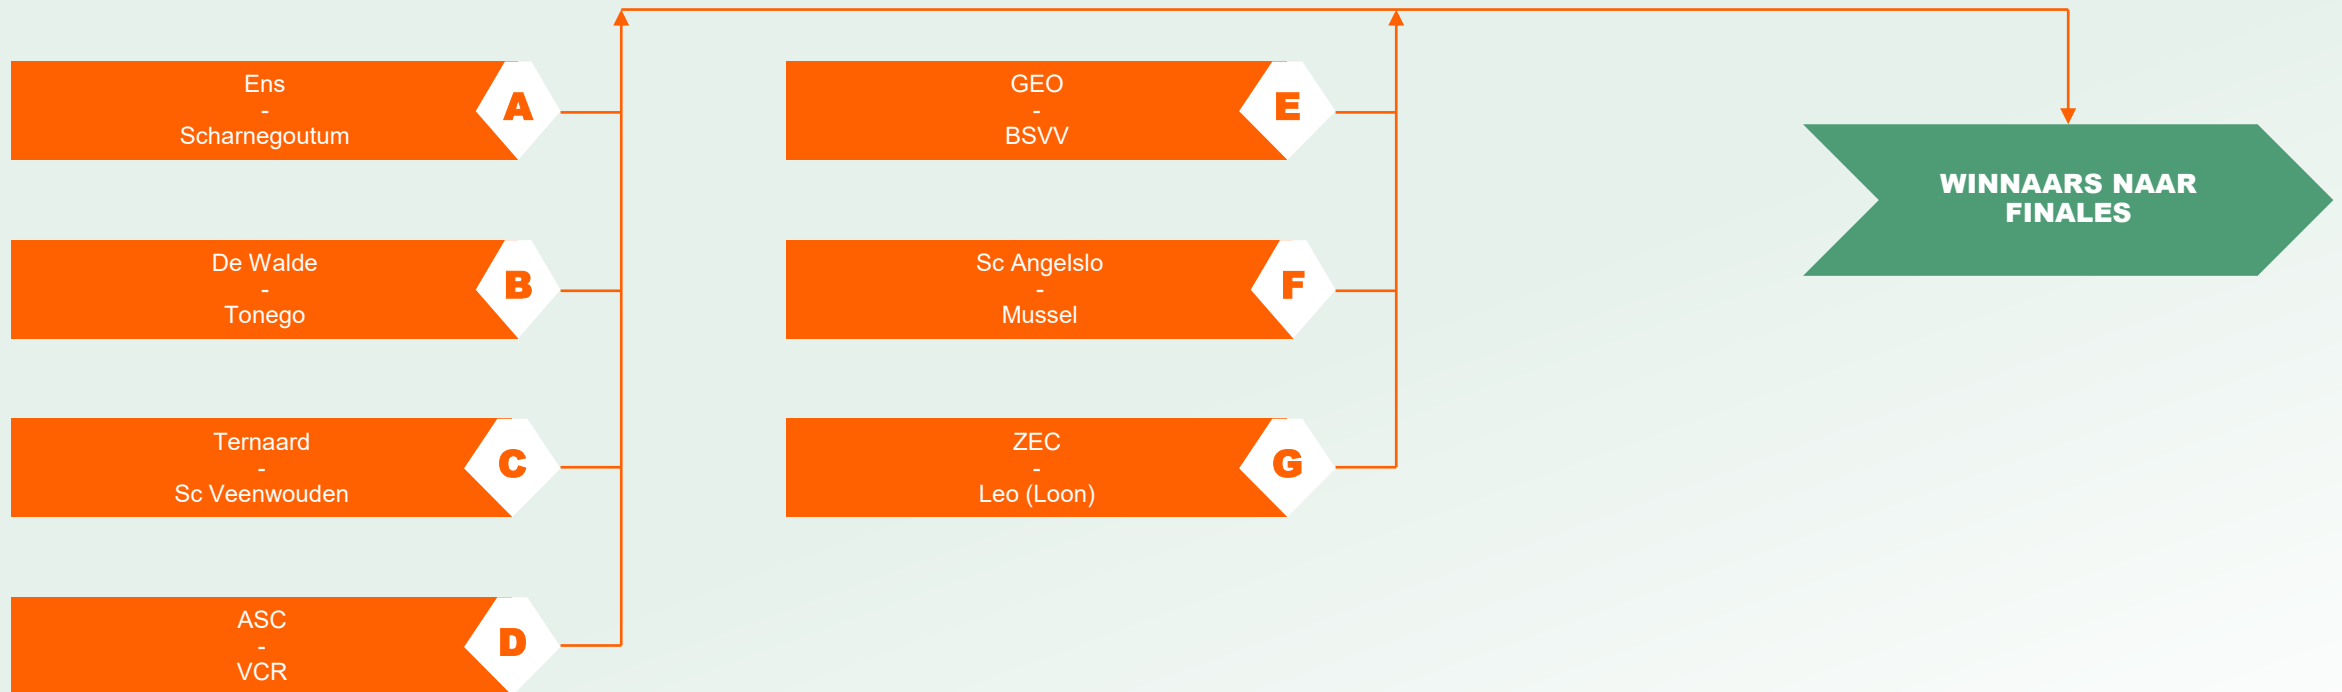 Ens
-
Scharnegoutum
A
De Walde
-
Tonego
B
Ternaard
-
Sc Veenwouden
C
ASC
-
VCR
D
GEO
-
BSVV
E
Sc Angelslo
-
Mussel
F
ZEC
-
Leo (Loon)
G
WINNAARS NAAR
FINALES